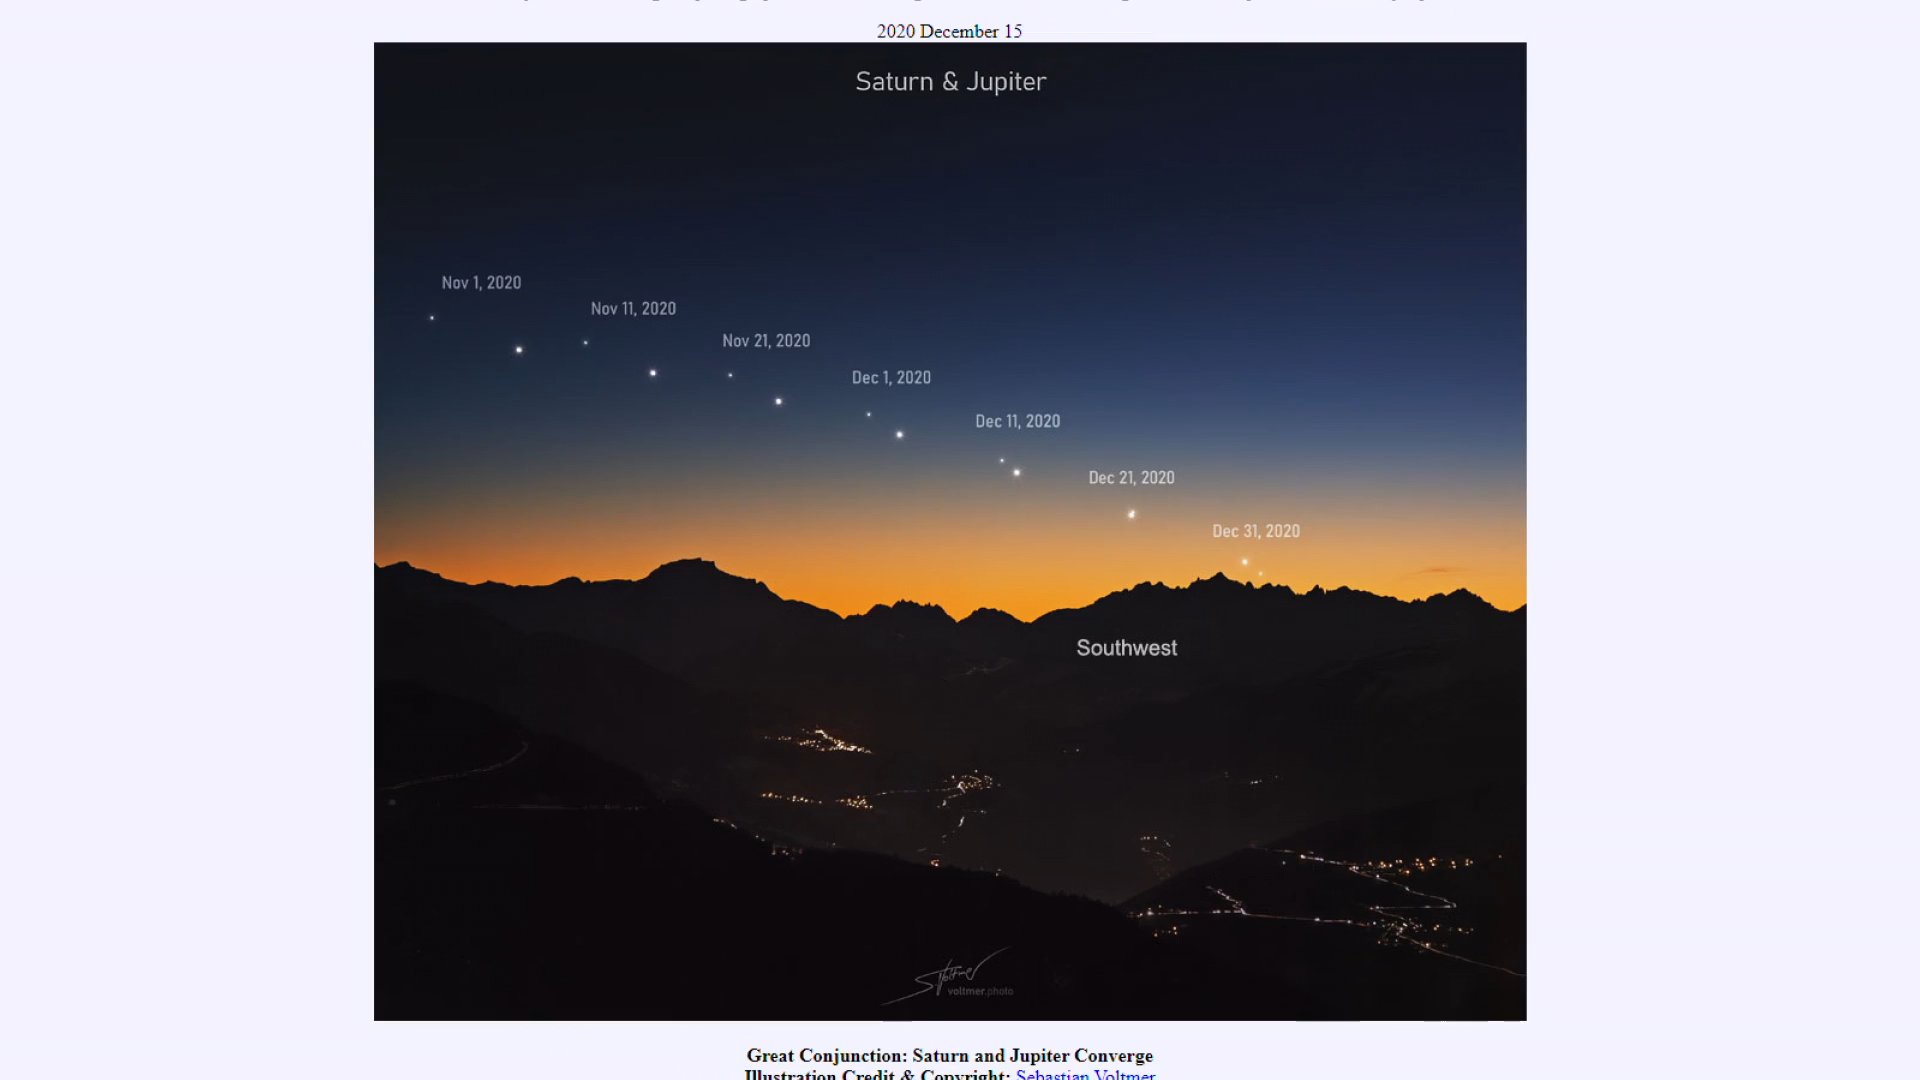 2020 December 15
Saturn & Jupiter
Nov 1, 2020
Nov 11, 2020
Nov 21, 2020
Dec 1, 2020
Dec 11, 2020
Dec 21, 2020
Dec 31, 2020
Southwest
voltmer.photo
Great Conjunction: Saturn and Jupiter Converge
Illustration Credit & Copyright: Sebastian Voltmer